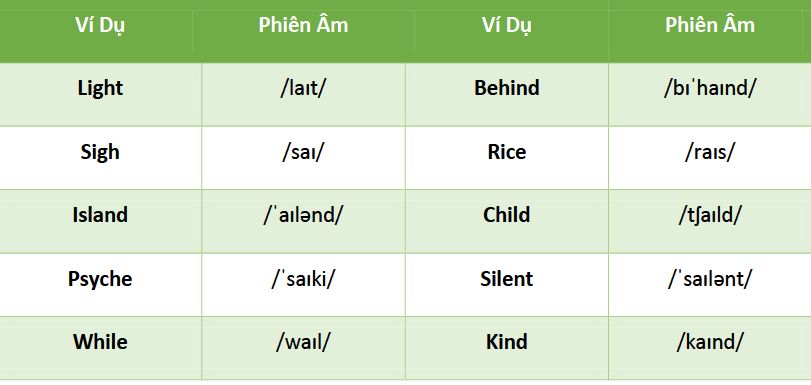 Ví Dụ Phiên Âm Ví Dụ Phiên Âm
Light /laɪt/ Behind /bɪˈhaɪnd/
Sigh /saɪ/ Rice /raɪs/
Island /ˈaɪlənd/ Child /tʃaɪld/
Psyche /ˈsaɪki/ Silent /ˈsaɪlənt/
While /waɪl/ Kind /kaɪnd/